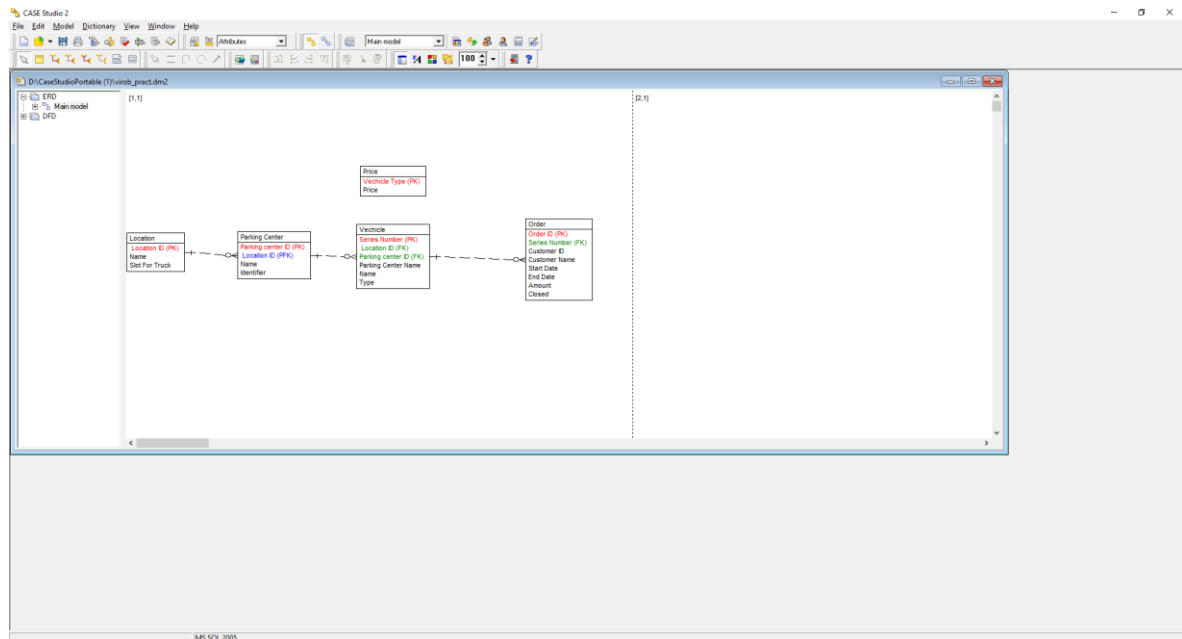 CASE Studio 2
File Edit Model Dictionary View Window Help
Attributes
Main model
100
D:\CaseStudioPortable (1)\virob_pract.dm2
ERD
Main model
DFD
[1,1]
[2,1]
Price
Vechicle Type (PK)
Price
Location
Location ID (PK)
Name
Slot For Truck
Parking Center
Parking center ID (PK)
Location ID (PFK)
Name
Identifier
Vechicle
Series Number (PK)
Location ID (FK)
Parking center ID (FK)
Parking Center Name
Name
Type
Order
Order ID (PK)
Series Number (FK)
Customer ID
Customer Name
Start Date
End Date
Amount
Closed
MS SQL 2005